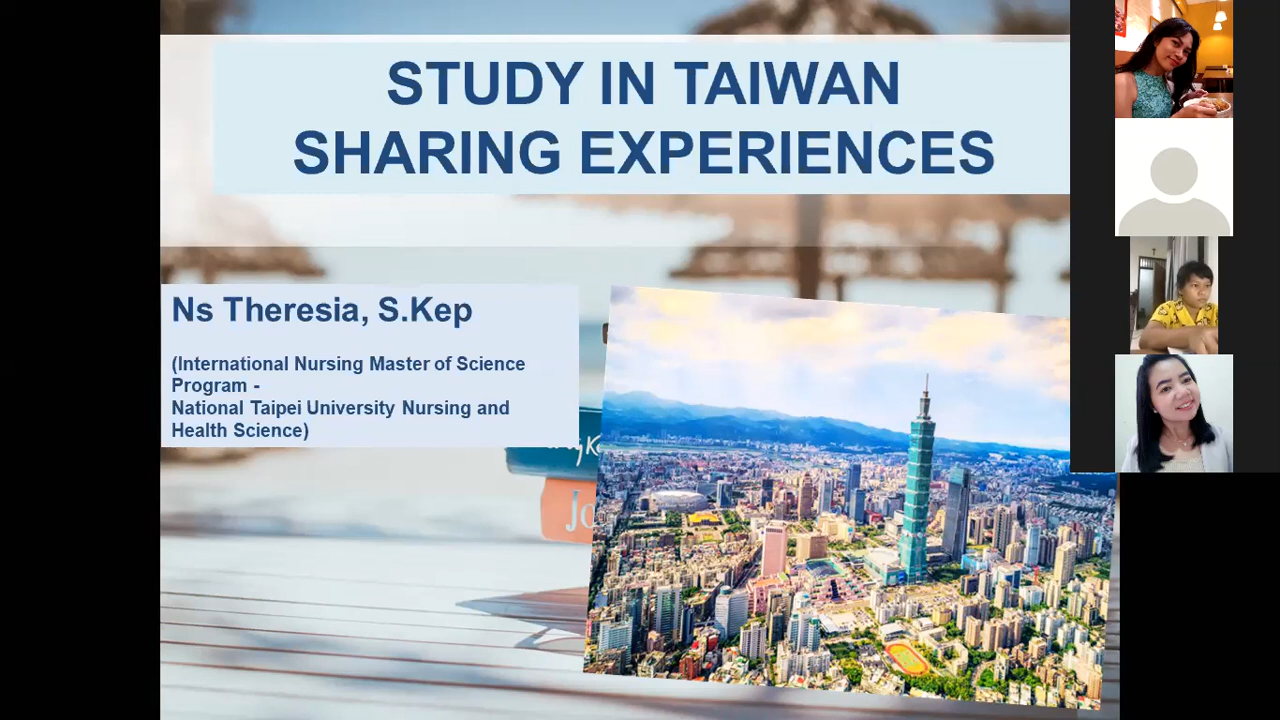 STUDY IN TAIWAN
SHARING EXPERIENCES
Ns Theresia, S.Kep
(International Nursing Master of Science
Program -
National Taipei University Nursing and
Health Science)